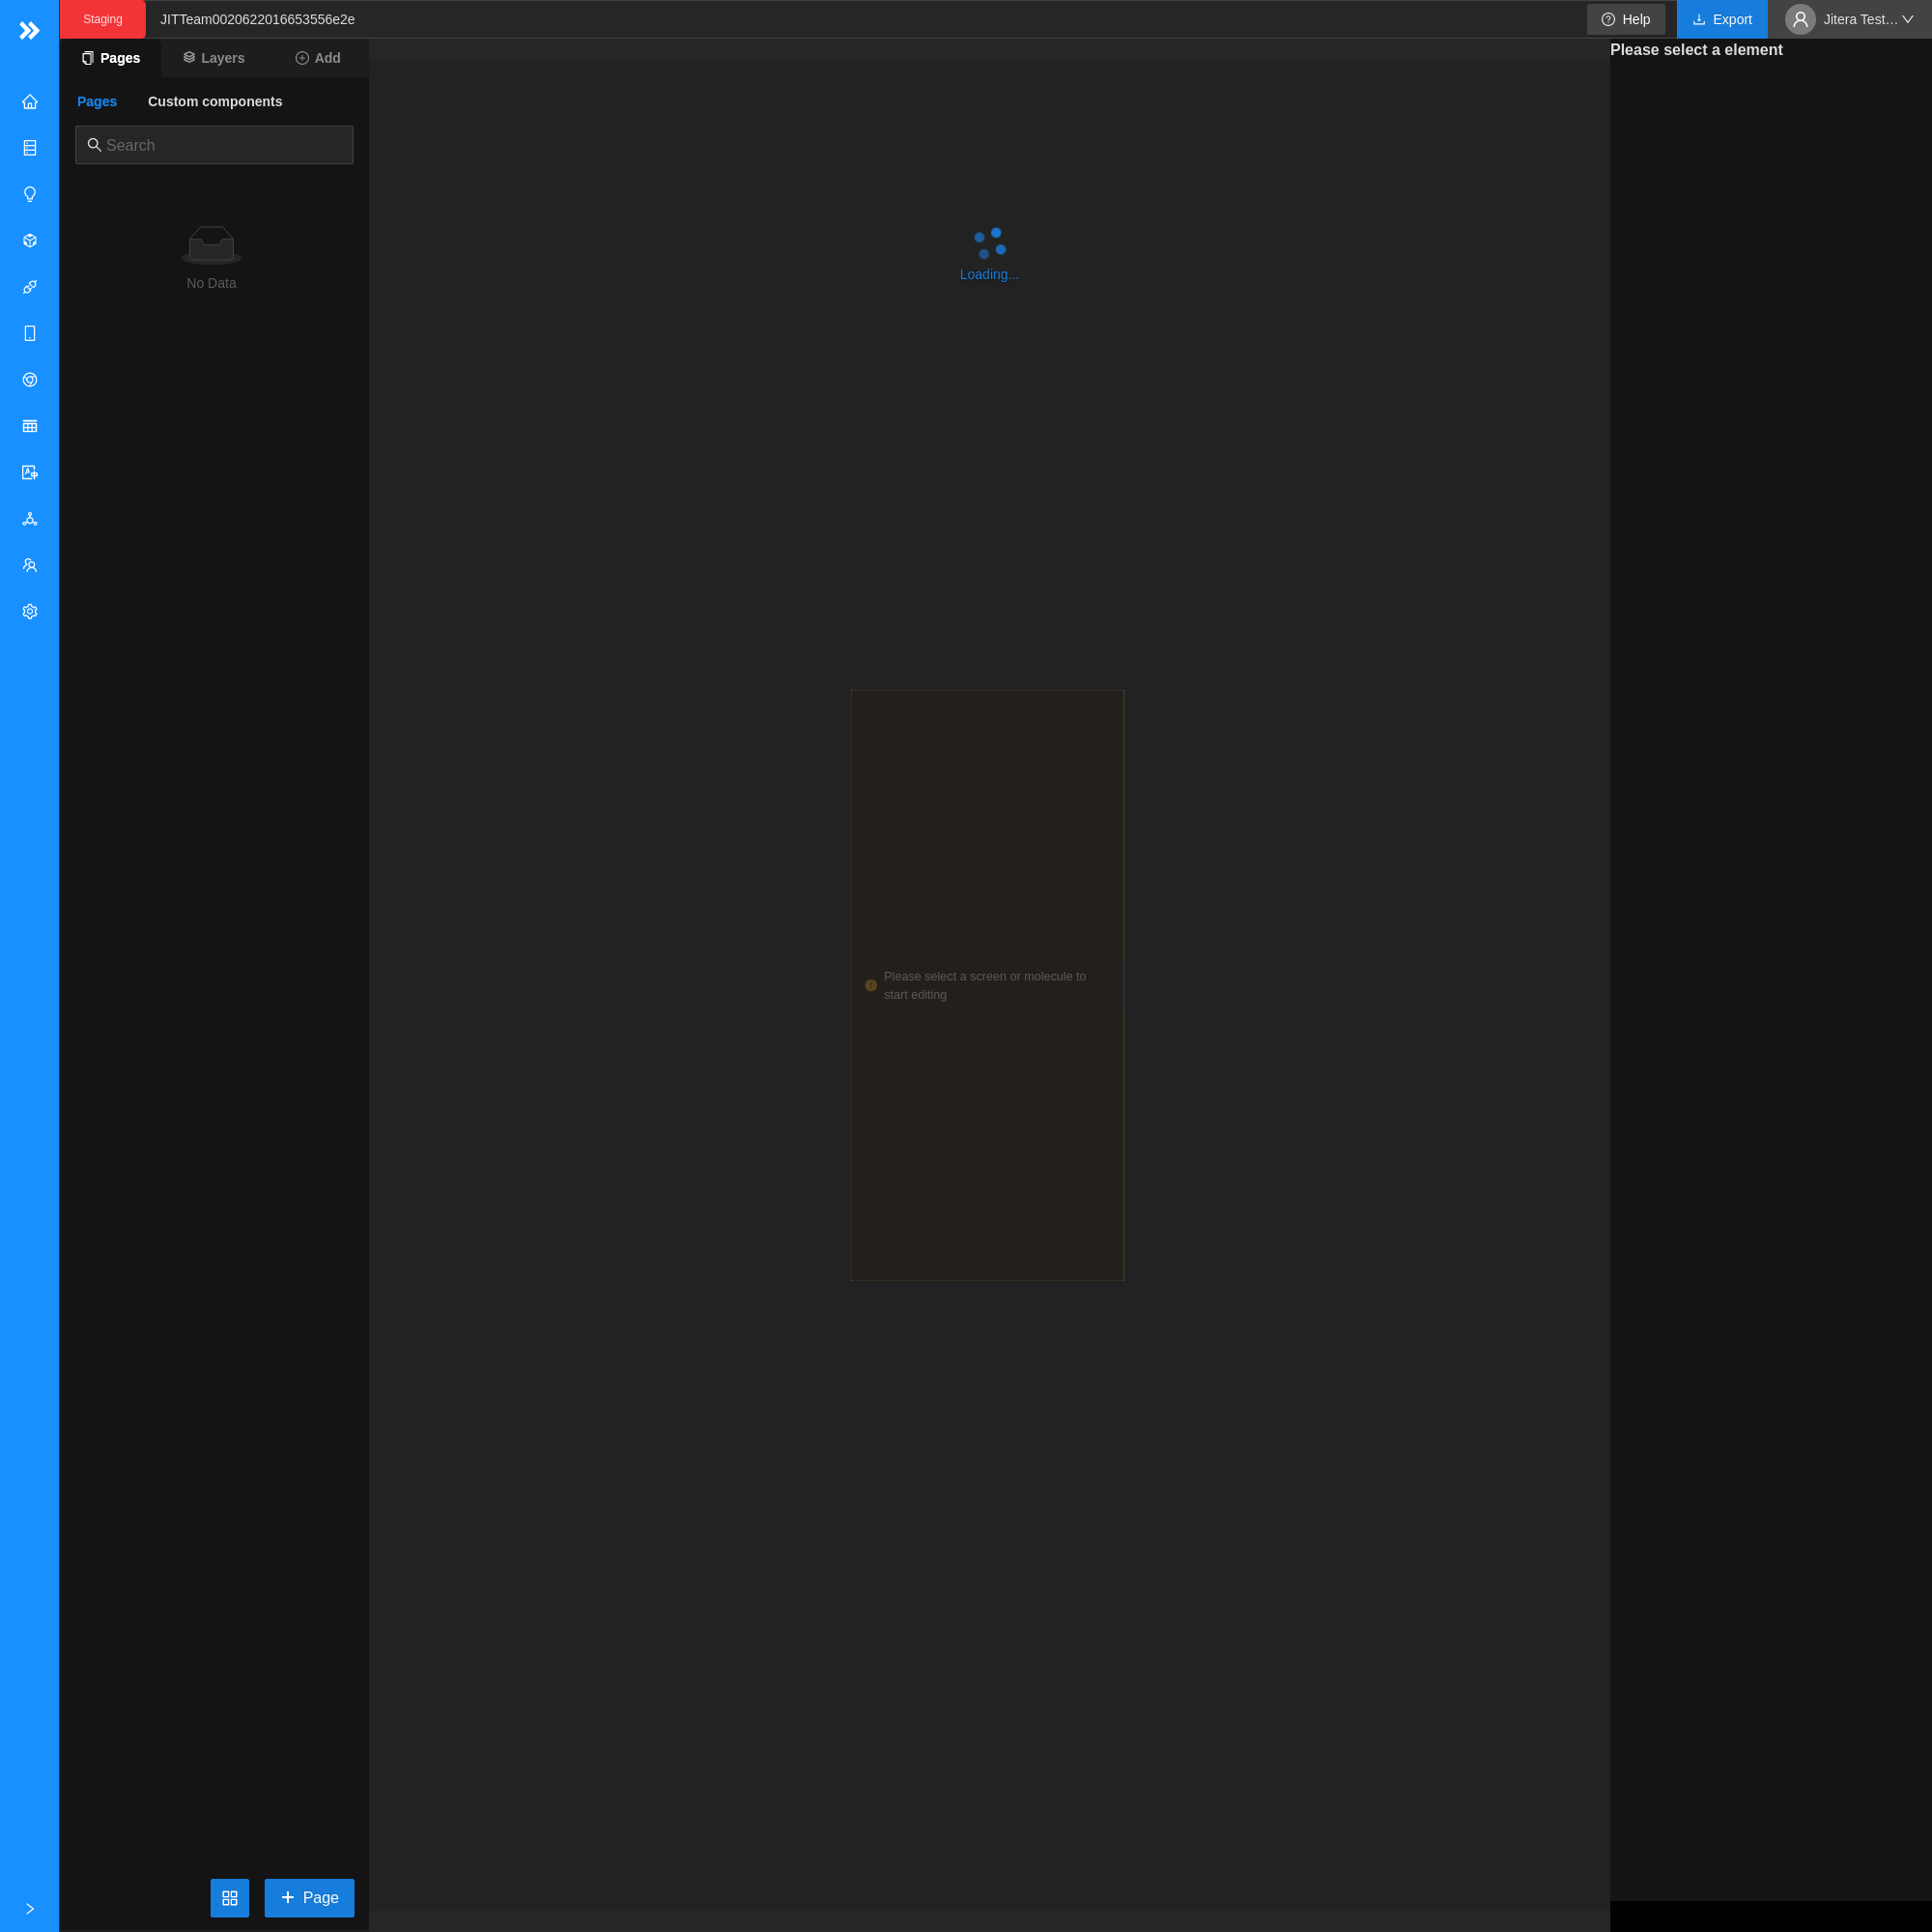 Staging
JITTeam0020622016653556e2e
Help
Export
Jitera Test...
Pages
Layers
Add
Please select a element
Pages
Custom components
Search
No Data
Loading...
Please select a screen or molecule to
start editing
Page